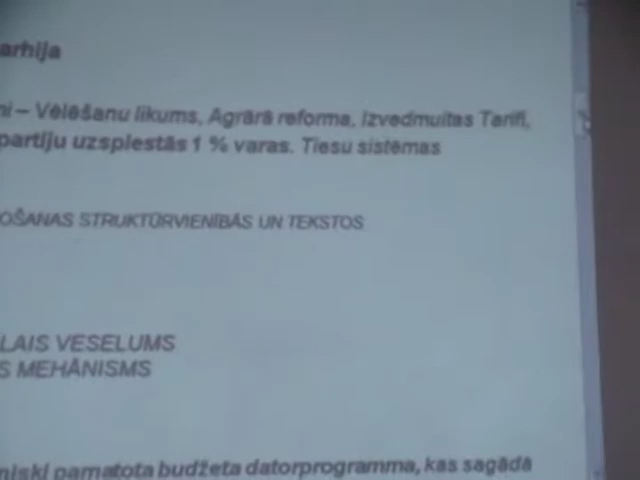 arhija
ni – Vēlēšanu likums, Agrārā reforma, Izvedmuitas Tarifi,
partiju uzspiestās 1 % varas. Tiesu sistēmas
OŠANAS STRUKTŪRVIENĪBĀS UN TEKSTOS
LAIS VESELUMS
S MEHĀNISMS
niski pamatota budžeta datorprogramma, kas sagādā